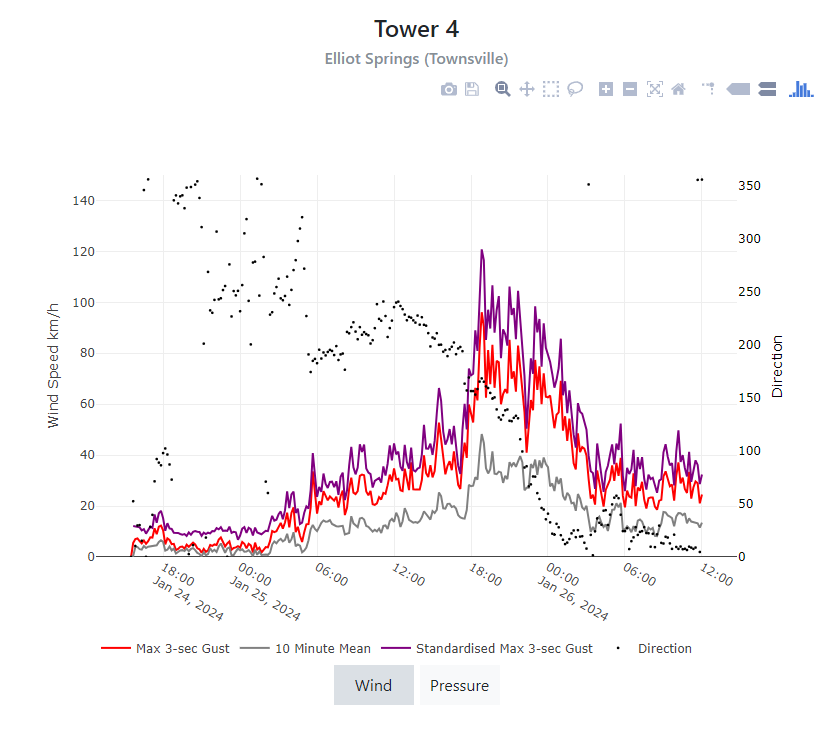 Tower 4
Elliot Springs (Townsville)
140
120
100
80
60
40
20
0
Wind Speed km/h
350
300
250
200
150
100
50
0
Direction
18:00
Jan 24, 2024
00:00
Jan 25, 2024
06:00
12:00
18:00
00:00
Jan 26, 2024
06:00
12:00
Max 3-sec Gust
10 Minute Mean
Standardised Max 3-sec Gust
Direction
Wind
Pressure